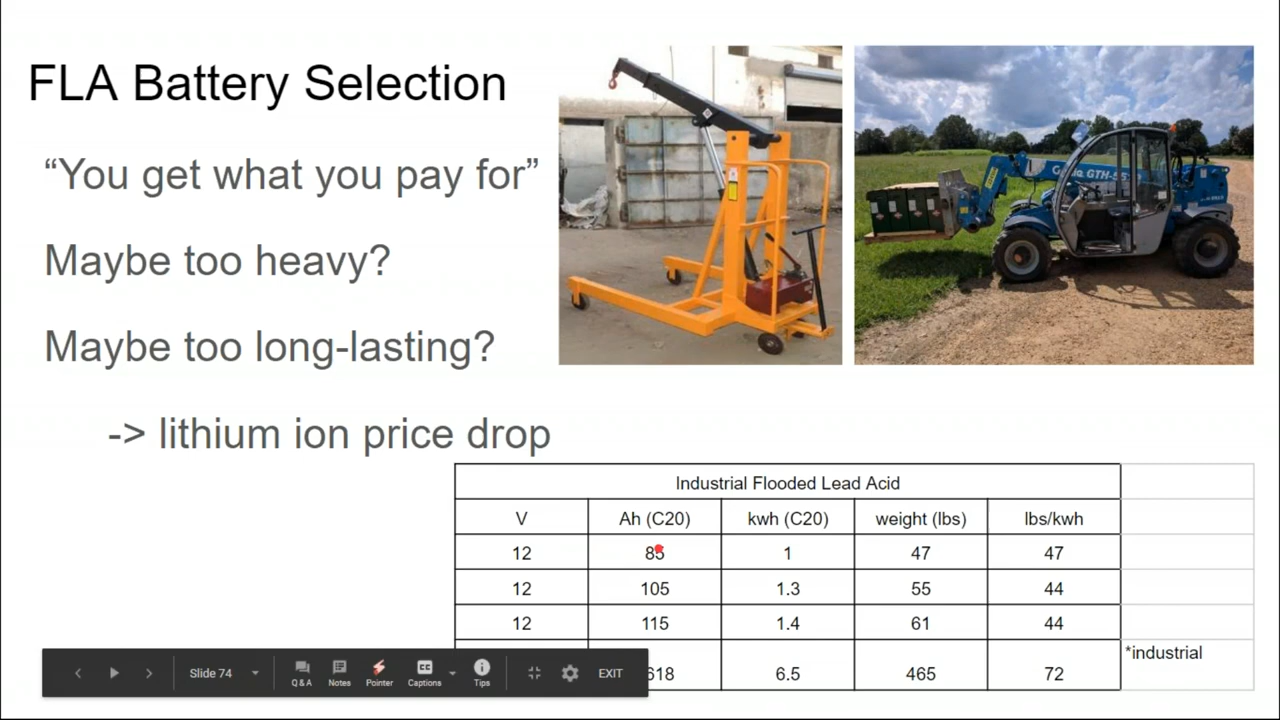 FLA Battery Selection
“You get what you pay for”
Maybe too heavy?
Maybe too long-lasting?
-> lithium ion price drop
Industrial Flooded Lead Acid
V Ah (C20) kwh (C20) weight (lbs) lbs/kwh
12 85 1 47 47
12 105 1.3 55 44
12 115 1.4 61 44
618 6.5 465 72 *industrial
Slide 74 Q & A Notes Pointer CC Captions Tips EXIT